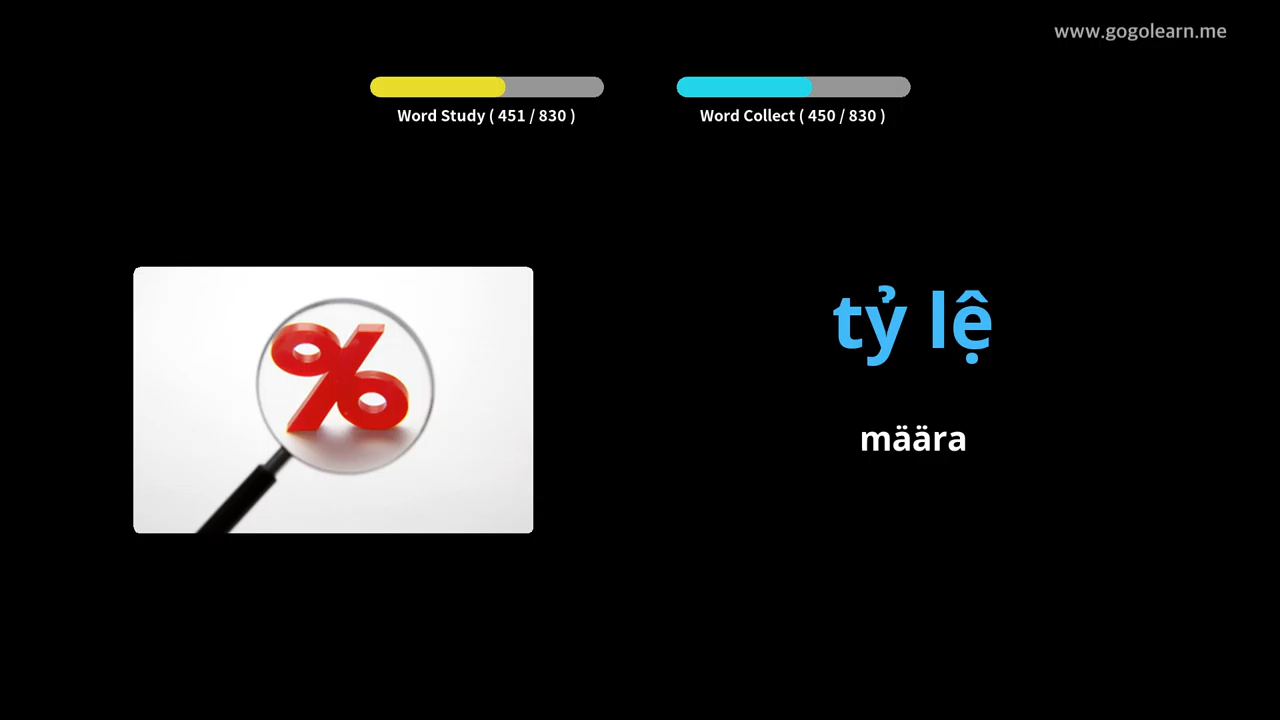 www.gogolearn.me
Word Study ( 451 / 830 )
Word Collect ( 450 / 830 )
%
tỷ lệ
määra